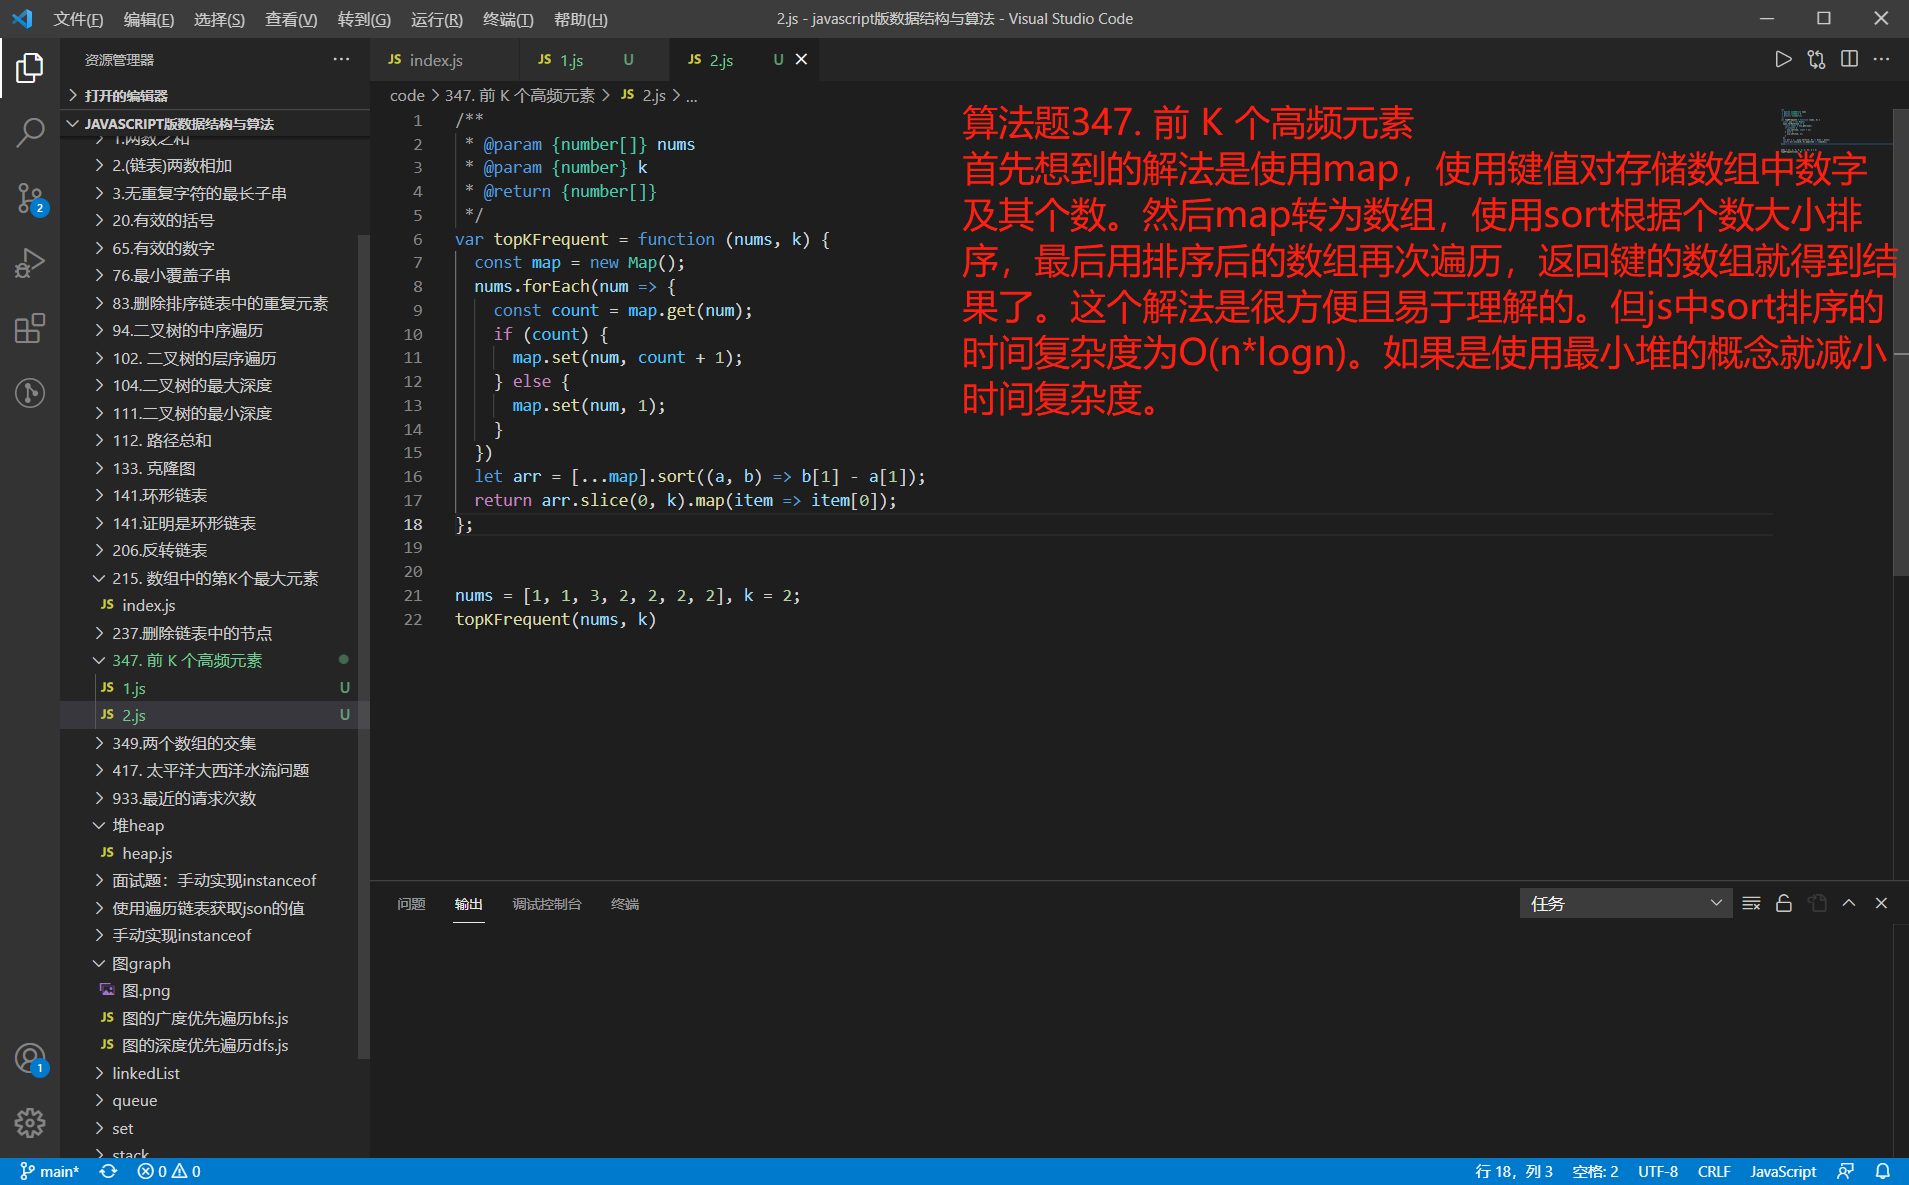 文件(F) 编辑(E) 选择(S) 查看(V) 转到(G) 运行(R) 终端(T) 帮助(H) 2.js - javascript版数据结构与算法 - Visual Studio Code
资源管理器
打开的编辑器
JAVASCRIPT版数据结构与算法
1.两数之和
2.(链表)两数相加
3.无重复字符的最长子串
20.有效的括号
65.有效的数字
76.最小覆盖子串
83.删除排序链表中的重复元素
94.二叉树的中序遍历
102. 二叉树的层序遍历
104.二叉树的最大深度
111.二叉树的最小深度
112. 路径总和
133. 克隆图
141.环形链表
141.证明是环形链表
206.反转链表
215. 数组中的第K个最大元素
JS index.js
237.删除链表中的节点
347. 前 K 个高频元素
JS 1.js U
JS 2.js U
349.两个数组的交集
417. 太平洋大西洋水流问题
933.最近的请求次数
堆heap
JS heap.js
面试题：手动实现instanceof
使用遍历链表获取json的值
手动实现instanceof
图graph
图.png
JS 图的广度优先遍历bfs.js
JS 图的深度优先遍历dfs.js
linkedList
queue
set
stack
2
1
JS index.js JS 1.js U JS 2.js U
code > 347. 前 K 个高频元素 > JS 2.js > ...
1 /**
2 * @param {number[]} nums
3 * @param {number} k
4 * @return {number[]}
5 */
6 var topKFrequent = function (nums, k) {
7 const map = new Map();
8 nums.forEach(num => {
9 const count = map.get(num);
10 if (count) {
11 map.set(num, count + 1);
12 } else {
13 map.set(num, 1);
14 }
15 })
16 let arr = [...map].sort((a, b) => b[1] - a[1]);
17 return arr.slice(0, k).map(item => item[0]);
18 };
19
20
21 nums = [1, 1, 3, 2, 2, 2, 2], k = 2;
22 topKFrequent(nums, k)
算法题347. 前 K 个高频元素
首先想到的解法是使用map，使用键值对存储数组中数字
及其个数。然后map转为数组，使用sort根据个数大小排
序，最后用排序后的数组再次遍历，返回键的数组就得到结
果了。这个解法是很方便且易于理解的。但js中sort排序的
时间复杂度为O(n*logn)。如果是使用最小堆的概念就减小
时间复杂度。
问题 输出 调试控制台 终端 任务
main* 0 0 行 18，列 3 空格: 2 UTF-8 CRLF JavaScript